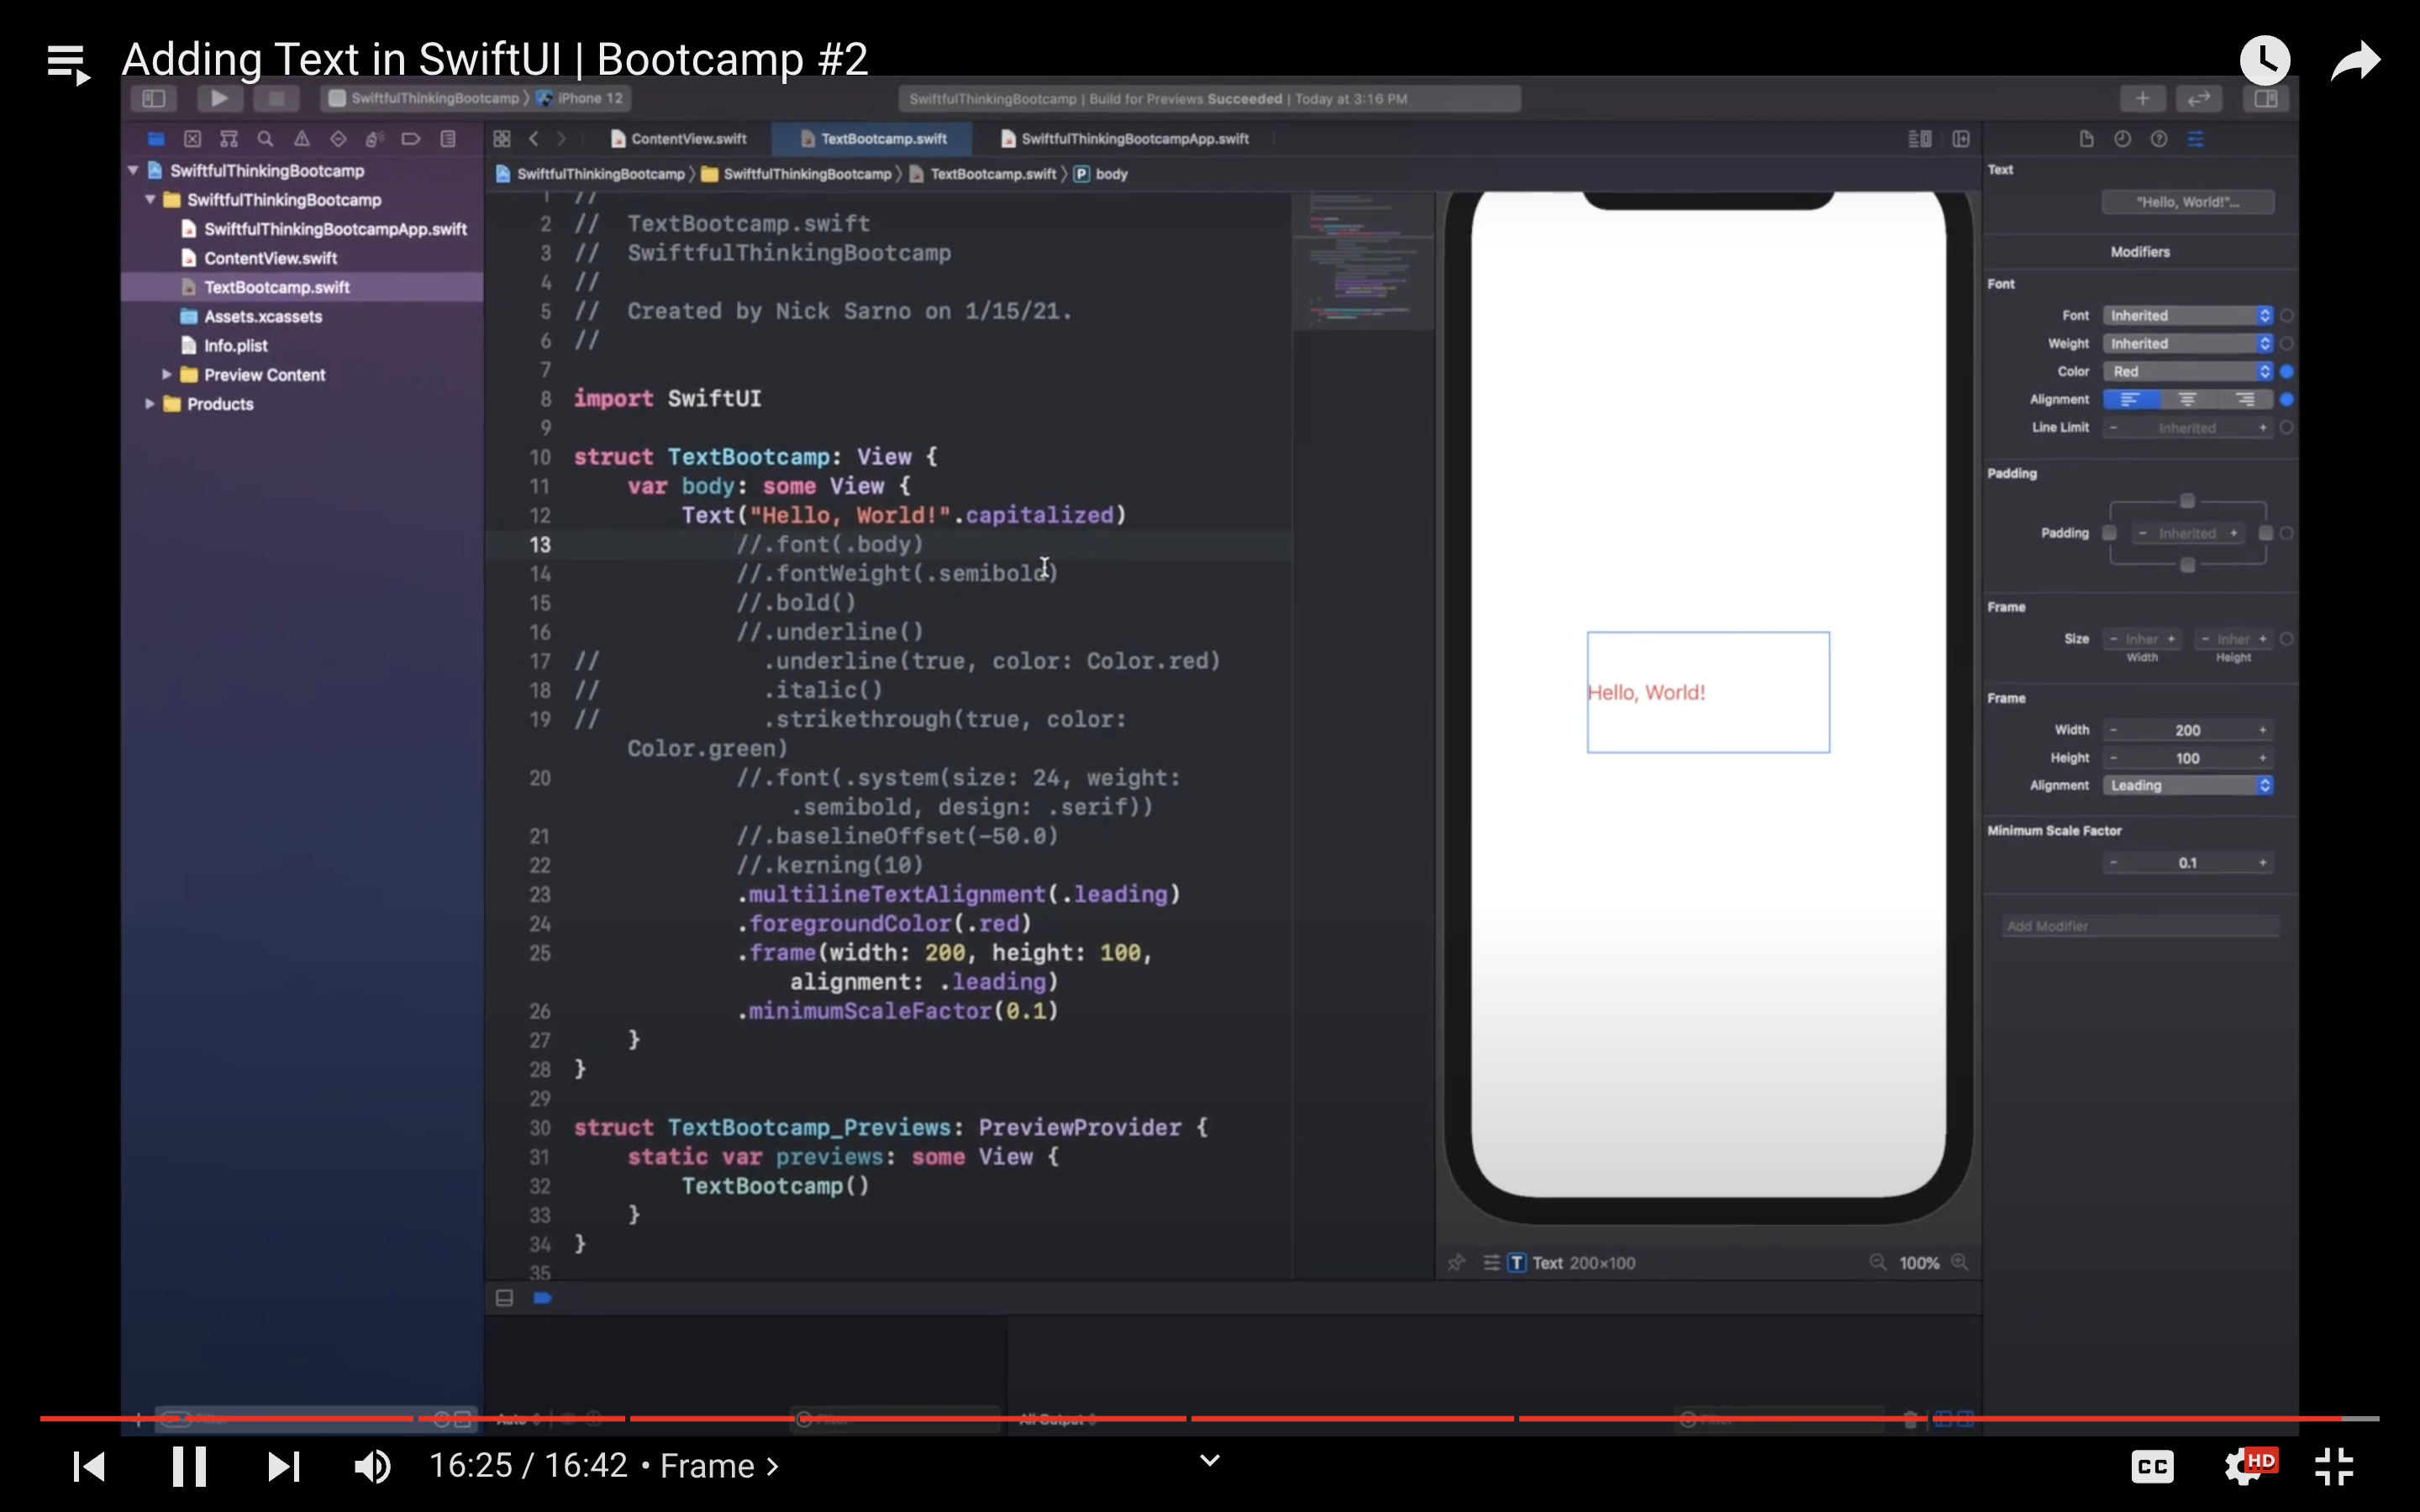 Adding Text in SwiftUI | Bootcamp #2
SwiftfulThinkingBootcamp 〉 iPhone 12
SwiftfulThinkingBootcamp | Build for Previews Succeeded | Today at 3:16 PM
ContentView.swift
TextBootcamp.swift
SwiftfulThinkingBootcampApp.swift
SwiftfulThinkingBootcamp 〉 SwiftfulThinkingBootcamp 〉 TextBootcamp.swift 〉 P body
SwiftfulThinkingBootcamp
SwiftfulThinkingBootcamp
SwiftfulThinkingBootcampApp.swift
ContentView.swift
TextBootcamp.swift
Assets.xcassets
Info.plist
Preview Content
Products
1 //
2 //  TextBootcamp.swift
3 //  SwiftfulThinkingBootcamp
4 //
5 //  Created by Nick Sarno on 1/15/21.
6 //
7
8 import SwiftUI
9
10 struct TextBootcamp: View {
11     var body: some View {
12         Text("Hello, World!".capitalized)
13             //.font(.body)
14             //.fontWeight(.semibold)
15             //.bold()
16             //.underline()
17 //            .underline(true, color: Color.red)
18 //            .italic()
19 //            .strikethrough(true, color:
Color.green)
20             //.font(.system(size: 24, weight:
.semibold, design: .serif))
21             //.baselineOffset(-50.0)
22             //.kerning(10)
23             .multilineTextAlignment(.leading)
24             .foregroundColor(.red)
25             .frame(width: 200, height: 100,
alignment: .leading)
26             .minimumScaleFactor(0.1)
27     }
28 }
29
30 struct TextBootcamp_Previews: PreviewProvider {
31     static var previews: some View {
32         TextBootcamp()
33     }
34 }
35
Hello, World!
T Text 200×100
100%
Text
"Hello, World!"...
Modifiers
Font
Font Inherited
Weight Inherited
Color Red
Alignment
Line Limit - Inherited +
Padding
Padding - Inherited +
Frame
Size - Inher + - Inher +
Width Height
Frame
Width - 200 +
Height - 100 +
Alignment Leading
Minimum Scale Factor
- 0.1 +
Add Modifier
Filter
Auto
Filter
All Output
Filter
16:25 / 16:42 • Frame >
CC
HD